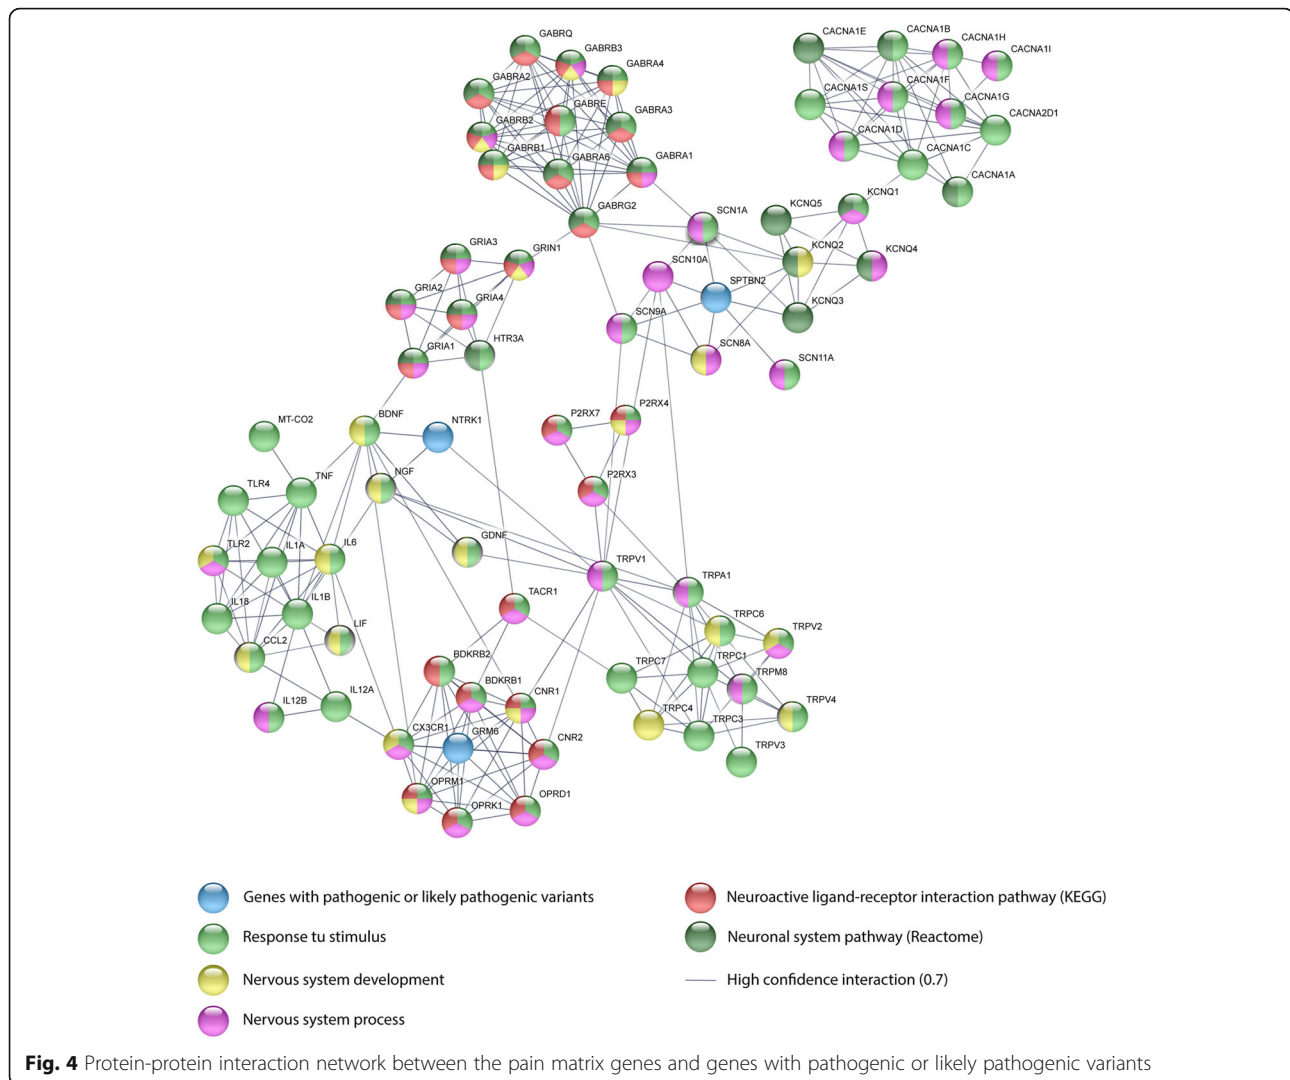 GABRQ
GABRB3
GABRA4
GABRA2
GABRE
GABRA3
GABRB2
GABRB1
GABRA6
GABRA1
GABRG2
CACNA1E
CACNA1B
CACNA1H
CACNA1I
CACNA1S
CACNA1F
CACNA1G
CACNA2D1
CACNA1D
CACNA1C
CACNA1A
KCNQ5
KCNQ1
SCN1A
KCNQ2
KCNQ4
SCN10A
SPTBN2
KCNQ3
SCN9A
SCN8A
SCN11A
GRIA3
GRIN1
GRIA2
GRIA4
HTR3A
GRIA1
BDNF
NTRK1
P2RX7
P2RX4
P2RX3
MT-CO2
TNF
NGF
TLR4
TLR2
IL1A
IL6
GDNF
TRPV1
TRPA1
IL18
IL1B
LIF
CCL2
TACR1
TRPC6
TRPV2
TRPC7
TRPC1
TRPM8
TRPV4
TRPC4
TRPC3
TRPV3
IL12B
IL12A
BDKRB2
BDKRB1
CNR1
CX3CR1
GRM6
CNR2
OPRM1
OPRK1
OPRD1
Genes with pathogenic or likely pathogenic variants
Response tu stimulus
Nervous system development
Nervous system process
Neuroactive ligand-receptor interaction pathway (KEGG)
Neuronal system pathway (Reactome)
High confidence interaction (0.7)
Fig. 4 Protein-protein interaction network between the pain matrix genes and genes with pathogenic or likely pathogenic variants